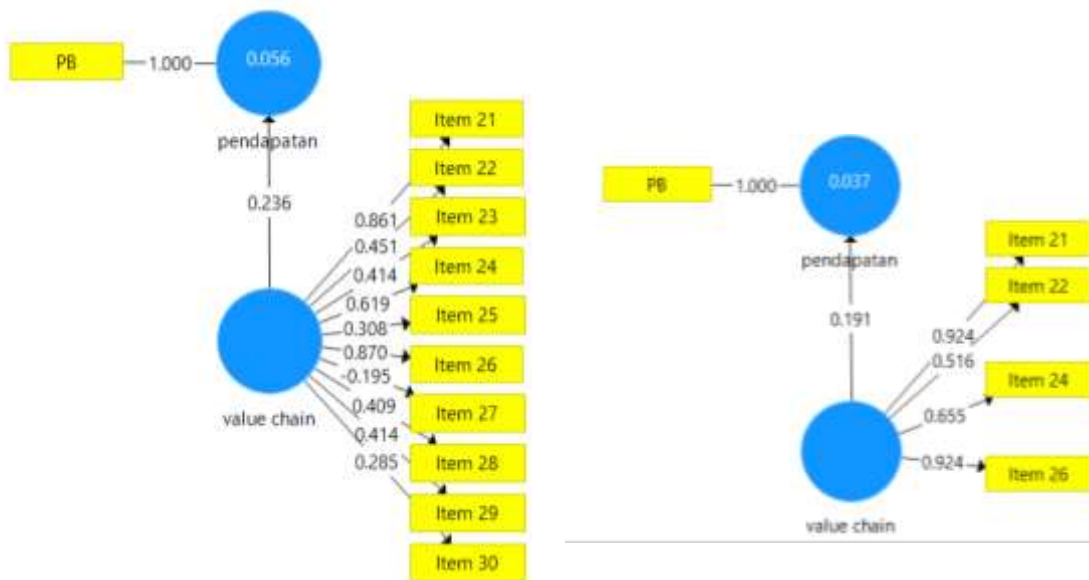 PB
1.000
0.056
pendapatan
0.236
value chain
0.861
0.451
0.414
0.619
0.308
0.870
-0.195
0.409
0.414
0.285
Item 21
Item 22
Item 23
Item 24
Item 25
Item 26
Item 27
Item 28
Item 29
Item 30
PB
1.000
0.037
pendapatan
0.191
value chain
0.924
0.516
0.655
0.924
Item 21
Item 22
Item 24
Item 26